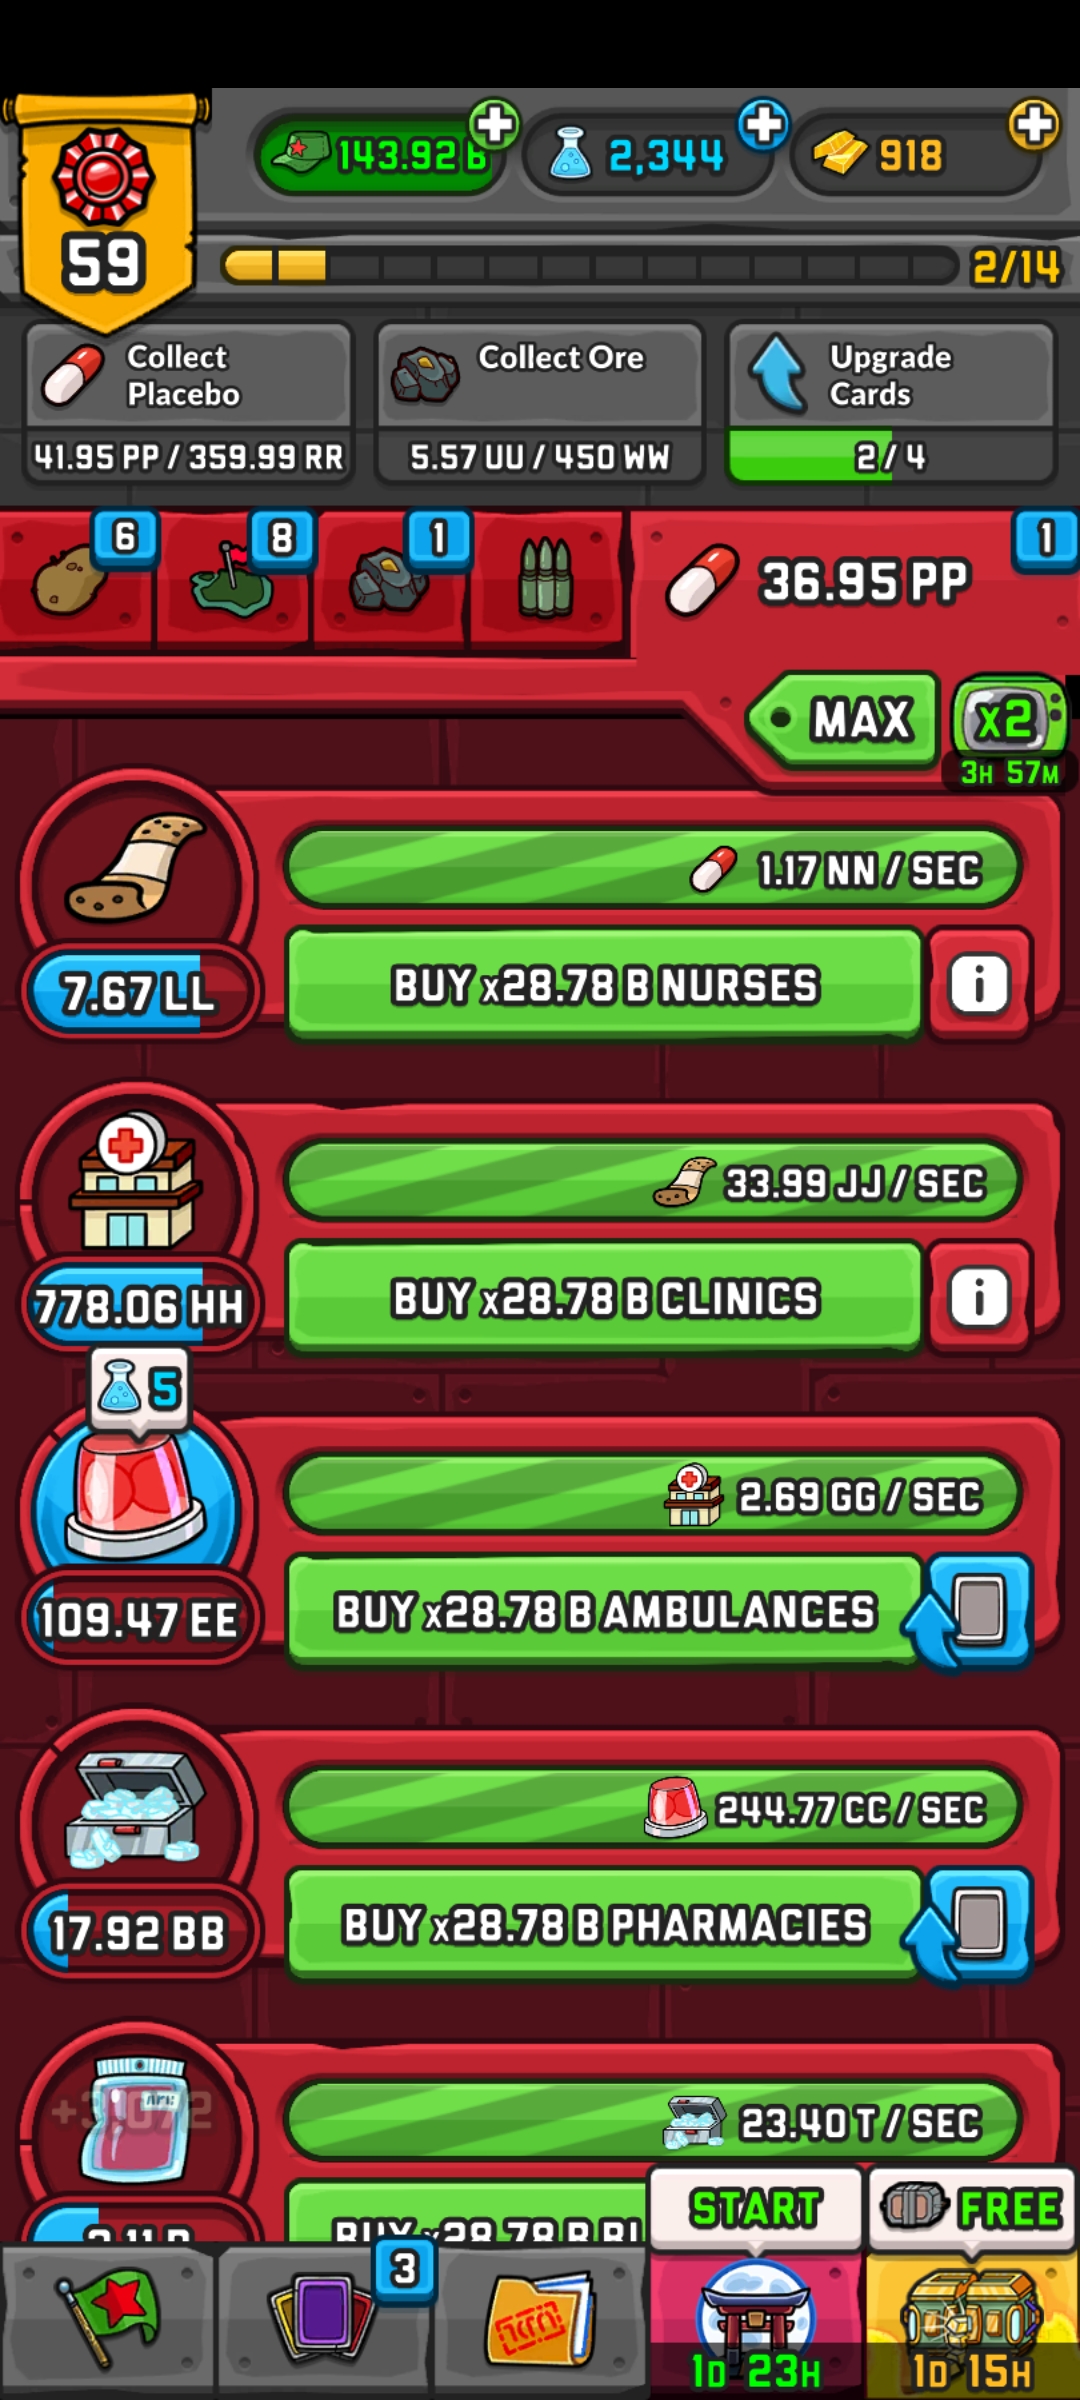 143.92 B
2,344
918
59
2/14
Collect
Placebo
41.95 PP / 359.99 RR
Collect Ore
5.57 UU / 450 WW
Upgrade
Cards
2 / 4
6
8
1
36.95 PP
1
MAX
x2
3H 57M
1.17 NN / SEC
7.67 LL
BUY x28.78 B NURSES
i
33.99 JJ / SEC
778.06 HH
BUY x28.78 B CLINICS
i
5
2.69 GG / SEC
109.47 EE
BUY x28.78 B AMBULANCES
244.77 CC / SEC
17.92 BB
BUY x28.78 B PHARMACIES
23.40 T / SEC
BUY x28.78 B
START
FREE
3
1D 23H
1D 15H